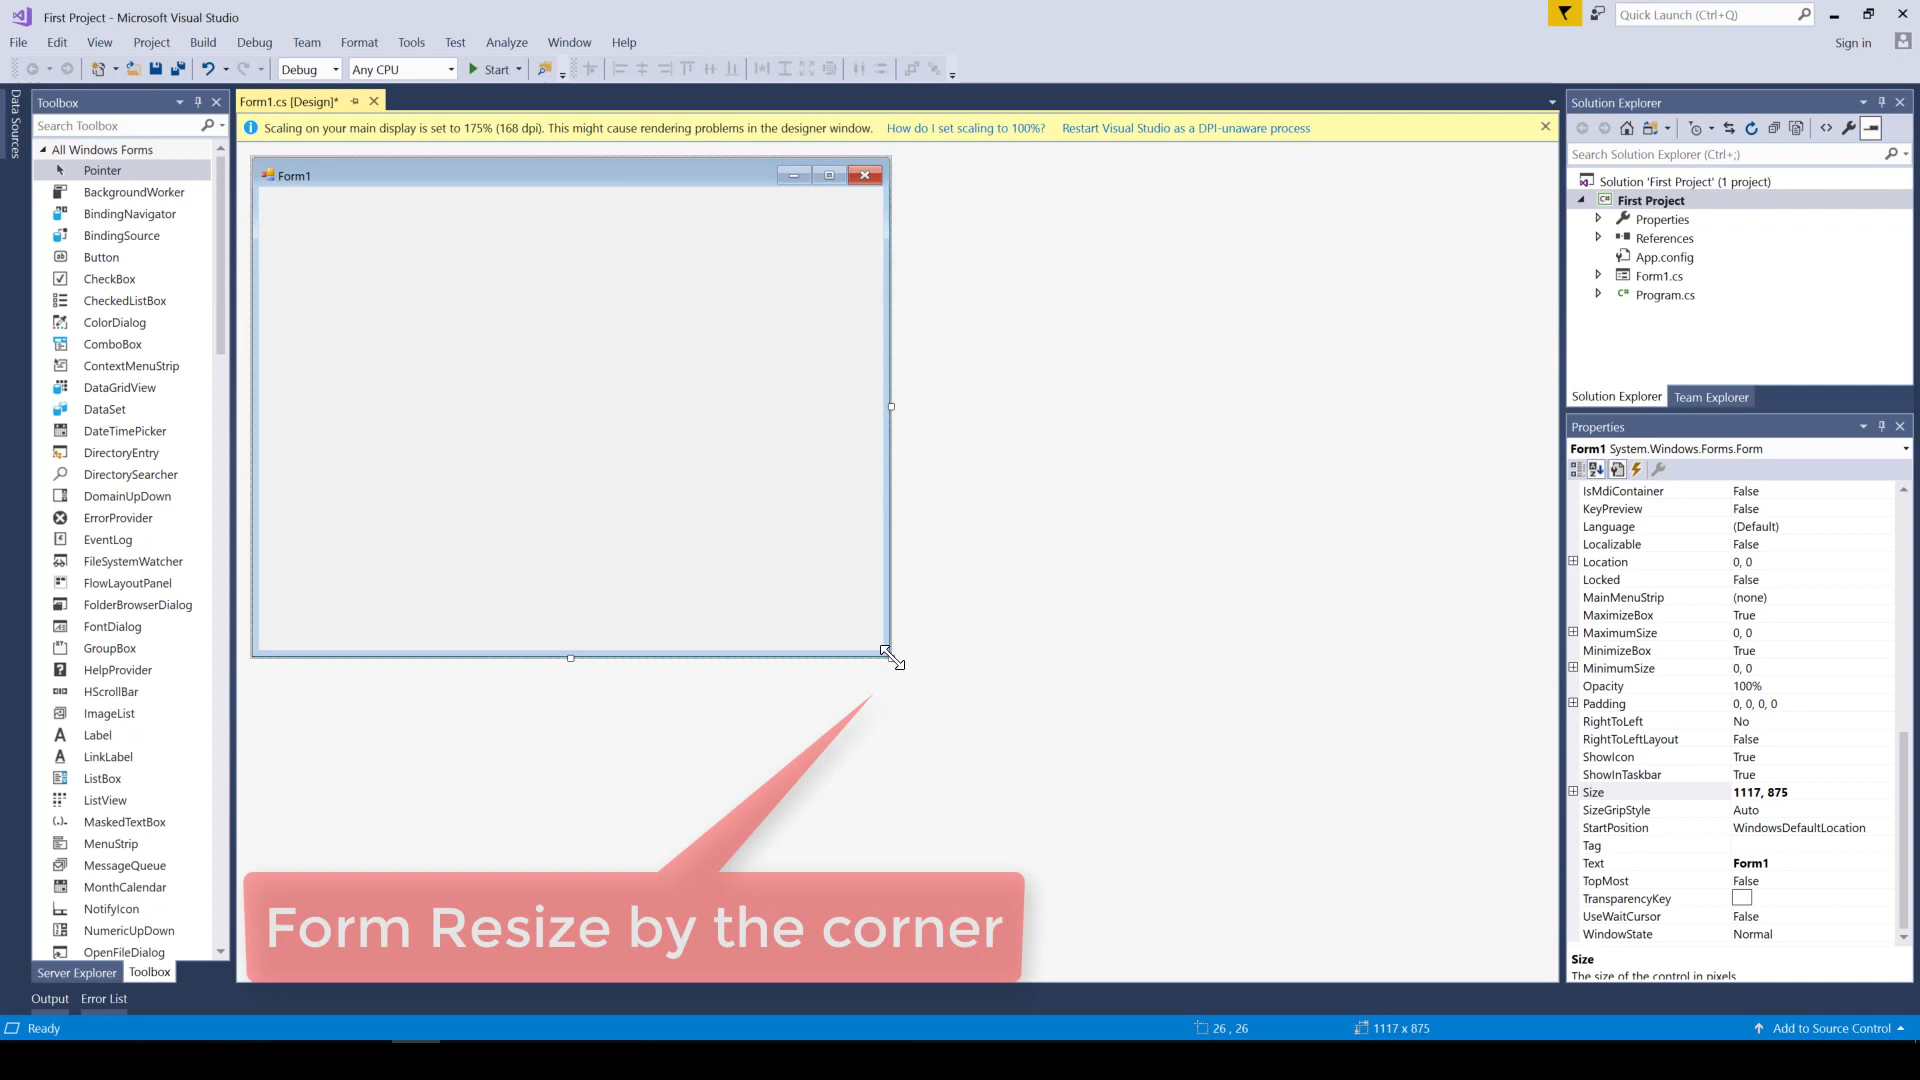 First Project - Microsoft Visual Studio
Quick Launch (Ctrl+Q)
File Edit View Project Build Debug Team Format Tools Test Analyze Window Help
Sign in
Debug Any CPU Start
Data Sources
Toolbox
Search Toolbox
All Windows Forms
Pointer
BackgroundWorker
BindingNavigator
BindingSource
Button
CheckBox
CheckedListBox
ColorDialog
ComboBox
ContextMenuStrip
DataGridView
DataSet
DateTimePicker
DirectoryEntry
DirectorySearcher
DomainUpDown
ErrorProvider
EventLog
FileSystemWatcher
FlowLayoutPanel
FolderBrowserDialog
FontDialog
GroupBox
HelpProvider
HScrollBar
ImageList
Label
LinkLabel
ListBox
ListView
MaskedTextBox
MenuStrip
MessageQueue
MonthCalendar
NotifyIcon
NumericUpDown
OpenFileDialog
Server Explorer Toolbox
Form1.cs [Design]*
Scaling on your main display is set to 175% (168 dpi). This might cause rendering problems in the designer window. How do I set scaling to 100%? Restart Visual Studio as a DPI-unaware process
Form1
Form Resize by the corner
Solution Explorer
Search Solution Explorer (Ctrl+;)
Solution 'First Project' (1 project)
First Project
Properties
References
App.config
Form1.cs
Program.cs
Solution Explorer Team Explorer
Properties
Form1 System.Windows.Forms.Form
IsMdiContainer False
KeyPreview False
Language (Default)
Localizable False
Location 0, 0
Locked False
MainMenuStrip (none)
MaximizeBox True
MaximumSize 0, 0
MinimizeBox True
MinimumSize 0, 0
Opacity 100%
Padding 0, 0, 0, 0
RightToLeft No
RightToLeftLayout False
ShowIcon True
ShowInTaskbar True
Size 1117, 875
SizeGripStyle Auto
StartPosition WindowsDefaultLocation
Tag
Text Form1
TopMost False
TransparencyKey
UseWaitCursor False
WindowState Normal
Size
The size of the control in pixels
Output Error List
Ready 26 , 26 1117 x 875 Add to Source Control